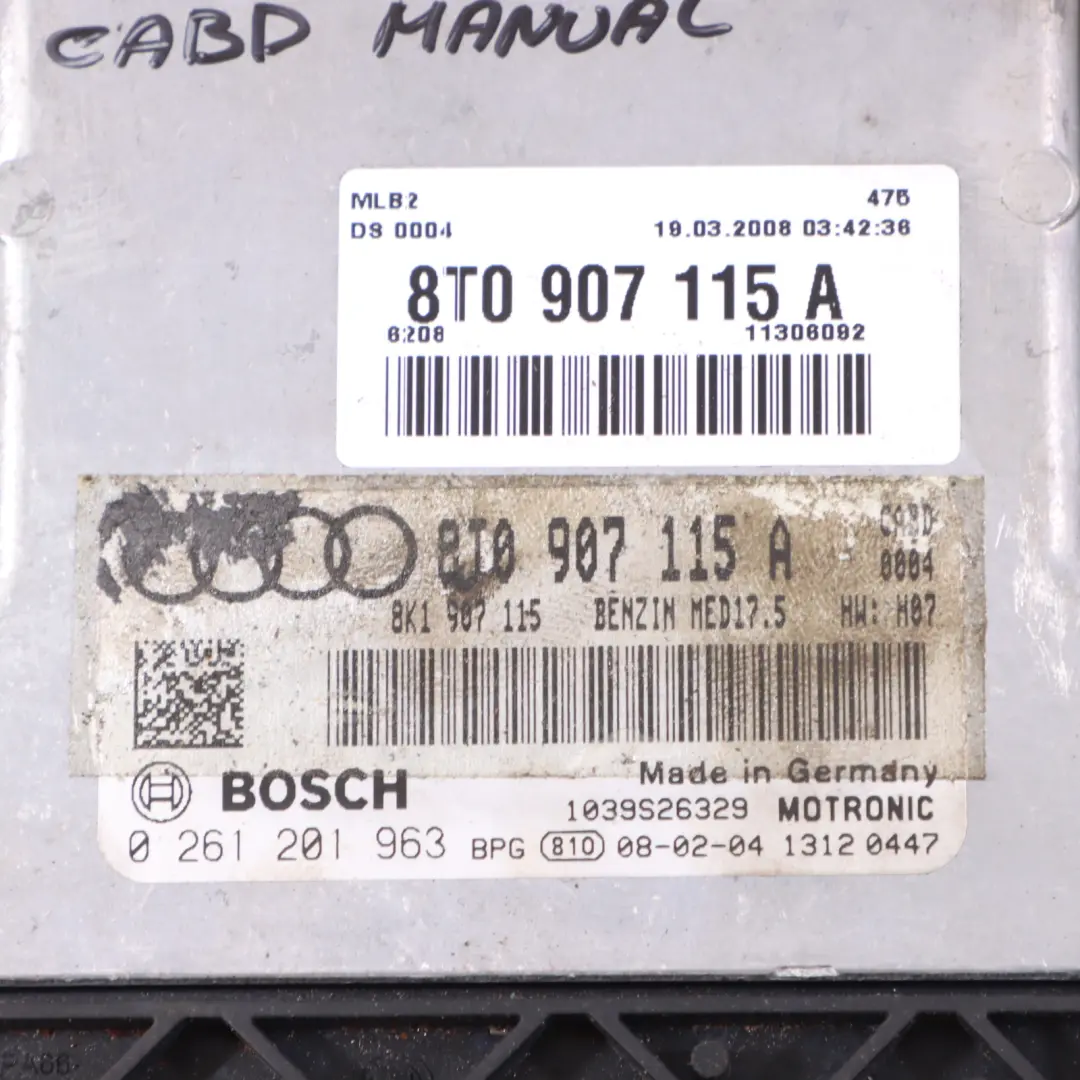 CABD MANUAL
MLB2 475
DS 0004 19.03.2008 03:42:36
8T0 907 115 A
6208 11306092
8T0 907 115 A CABD
0004
8K1 907 115 BENZIN MED17.5 HW: H07
BOSCH Made in Germany
1039S26329 MOTRONIC
0 261 201 963 BPG 810 08-02-04 1312 0447
PA66